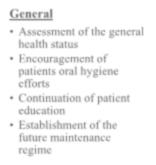 General
• Assessment of the general
health status
• Encouragement of
patients oral hygiene
efforts
• Continuation of patient
education
• Establishment of the
future maintenance
regime